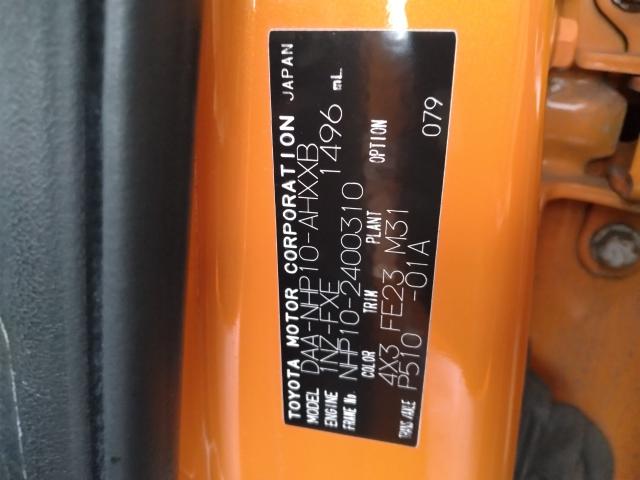 TOYOTA MOTOR CORPORATION JAPAN
MODEL DAA-NHP10-AHXXB
ENGINE 1NZ-FXE 1496 mL
FRAME No. NHP10-2400310
COLOR TRIM PLANT OPTION
4X3 FE23 M31
TRANS/AXLE P510 -01A 079